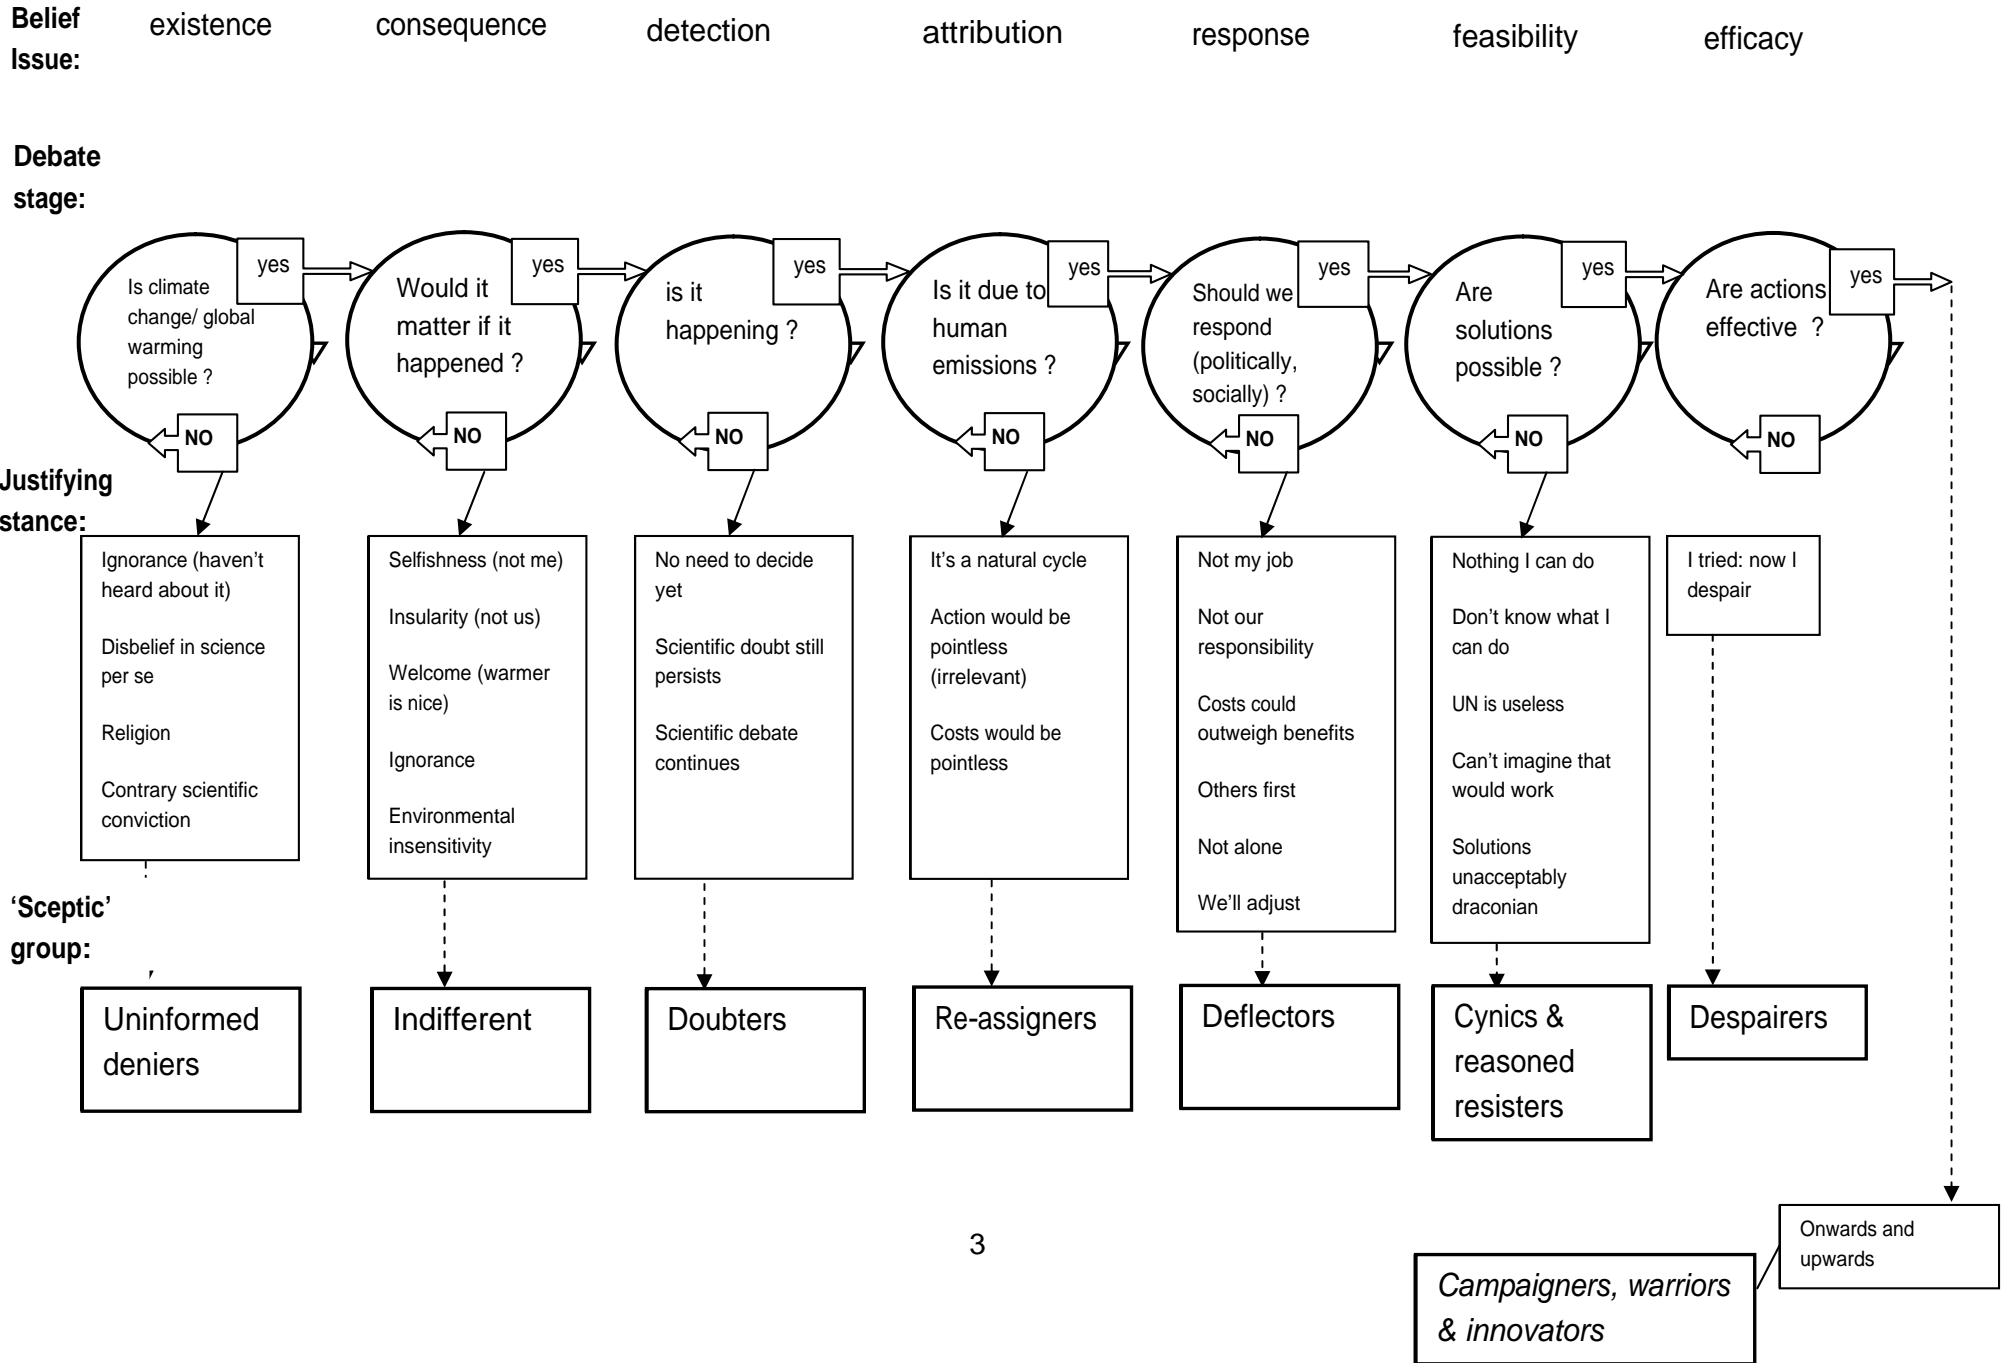 Belief
Issue:
existence
consequence
detection
attribution
response
feasibility
efficacy
Debate
stage:
Is climate
change/ global
warming
possible ?
yes
NO
Would it
matter if it
happened ?
yes
NO
is it
happening ?
yes
NO
Is it due to
human
emissions ?
yes
NO
Should we
respond
(politically,
socially) ?
yes
NO
Are
solutions
possible ?
yes
NO
Are actions
effective ?
yes
NO
Justifying
stance:
Ignorance (haven't
heard about it)
Disbelief in science
per se
Religion
Contrary scientific
conviction
Selfishness (not me)
Insularity (not us)
Welcome (warmer
is nice)
Ignorance
Environmental
insensitivity
No need to decide
yet
Scientific doubt still
persists
Scientific debate
continues
It's a natural cycle
Action would be
pointless
(irrelevant)
Costs would be
pointless
Not my job
Not our
responsibility
Costs could
outweigh benefits
Others first
Not alone
We'll adjust
Nothing I can do
Don't know what I
can do
UN is useless
Can't imagine that
would work
Solutions
unacceptably
draconian
I tried: now I
despair
‘Sceptic’
group:
Uninformed
deniers
Indifferent
Doubters
Re-assigners
Deflectors
Cynics &
reasoned
resisters
Despairers
Onwards and
upwards
Campaigners, warriors
& innovators
3